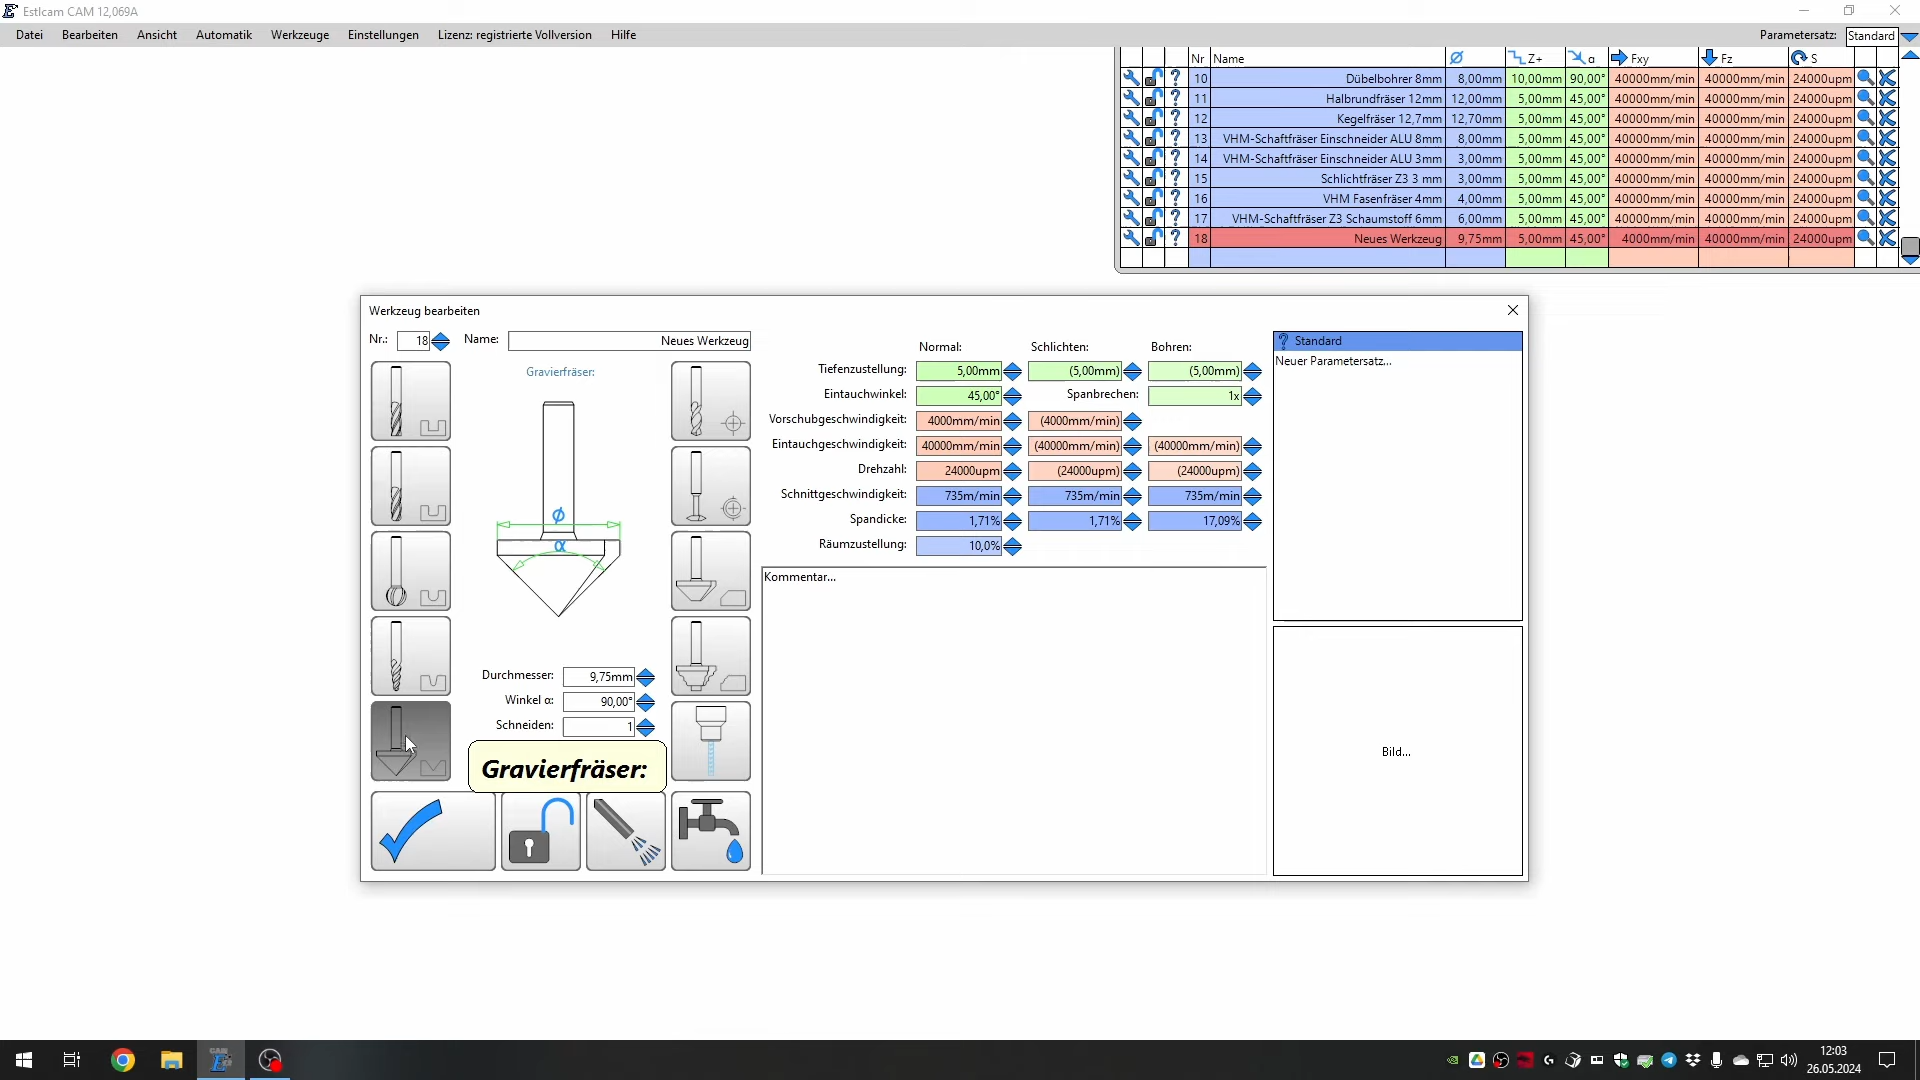 Estlcam CAM 12,069A
Datei Bearbeiten Ansicht Automatik Werkzeuge Einstellungen Lizenz: registrierte Vollversion Hilfe Parametersatz: Standard
Nr Name Ø Z+ α Fxy Fz S
10 Dübelbohrer 8mm 8,00mm 10,00mm 90,00° 40000mm/min 40000mm/min 24000upm
11 Halbrundfräser 12mm 12,00mm 5,00mm 45,00° 40000mm/min 40000mm/min 24000upm
12 Kegelfräser 12,7mm 12,70mm 5,00mm 45,00° 40000mm/min 40000mm/min 24000upm
13 VHM-Schaftfräser Einschneider ALU 8mm 8,00mm 5,00mm 45,00° 40000mm/min 40000mm/min 24000upm
14 VHM-Schaftfräser Einschneider ALU 3mm 3,00mm 5,00mm 45,00° 40000mm/min 40000mm/min 24000upm
15 Schlichtfräser Z3 3 mm 3,00mm 5,00mm 45,00° 40000mm/min 40000mm/min 24000upm
16 VHM Fasenfräser 4mm 4,00mm 5,00mm 45,00° 40000mm/min 40000mm/min 24000upm
17 VHM-Schaftfräser Z3 Schaumstoff 6mm 6,00mm 5,00mm 45,00° 40000mm/min 40000mm/min 24000upm
18 Neues Werkzeug 9,75mm 5,00mm 45,00° 4000mm/min 40000mm/min 24000upm
Werkzeug bearbeiten
Nr.: 18 Name: Neues Werkzeug
Gravierfräser:
Ø
α
Durchmesser: 9,75mm
Winkel α: 90,00°
Schneiden: 1
Gravierfräser:
Normal: Schlichten: Bohren:
Tiefenzustellung: 5,00mm (5,00mm) (5,00mm)
Eintauchwinkel: 45,00° Spanbrechen: 1x
Vorschubgeschwindigkeit: 4000mm/min (4000mm/min)
Eintauchgeschwindigkeit: 40000mm/min (40000mm/min) (40000mm/min)
Drehzahl: 24000upm (24000upm) (24000upm)
Schnittgeschwindigkeit: 735m/min 735m/min 735m/min
Spandicke: 1,71% 1,71% 17,09%
Räumzustellung: 10,0%
Kommentar...
? Standard
Neuer Parametersatz...
Bild...
12:03
26.05.2024